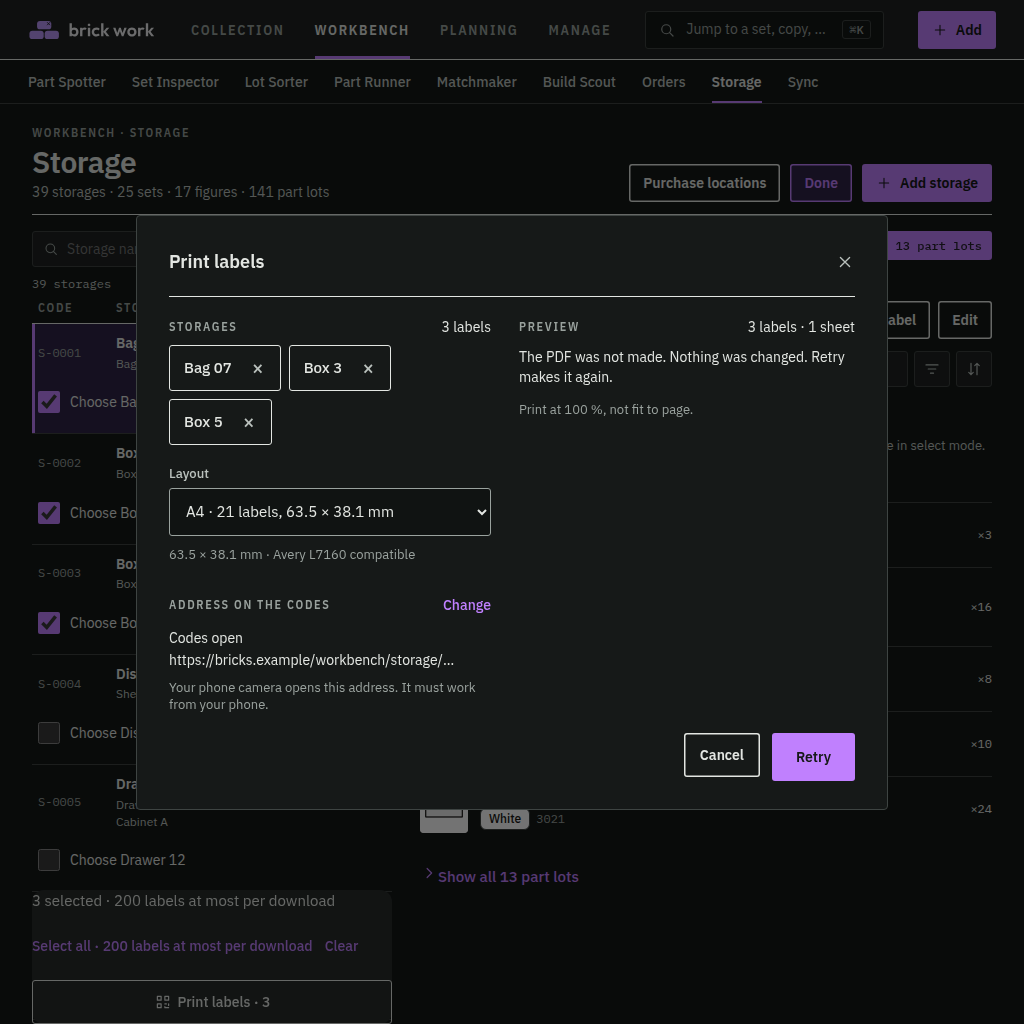 brick work
COLLECTION
WORKBENCH
PLANNING
MANAGE
Jump to a set, copy, ...
⌘K
+ Add
Part Spotter
Set Inspector
Lot Sorter
Part Runner
Matchmaker
Build Scout
Orders
Storage
Sync
WORKBENCH · STORAGE
Storage
39 storages · 25 sets · 17 figures · 141 part lots
Purchase locations
Done
+ Add storage
Storage
13 part lots
39 storages
CODE
Edit
Print labels
×
STORAGES
3 labels
Bag 07 ×
Box 3 ×
Box 5 ×
Layout
A4 · 21 labels, 63.5 × 38.1 mm
63.5 × 38.1 mm · Avery L7160 compatible
ADDRESS ON THE CODES
Change
Codes open
https://bricks.example/workbench/storage/…
Your phone camera opens this address. It must work
from your phone.
PREVIEW
3 labels · 1 sheet
The PDF was not made. Nothing was changed. Retry
makes it again.
Print at 100 %, not fit to page.
Cancel
Retry
S-0001
Choose
S-0002
Choose
S-0003
Choose
S-0004
Choose
S-0005
Cabinet A
Choose Drawer 12
in select mode.
×3
×16
×8
×10
×24
White
3021
Show all 13 part lots
3 selected · 200 labels at most per download
Select all · 200 labels at most per download
Clear
Print labels · 3